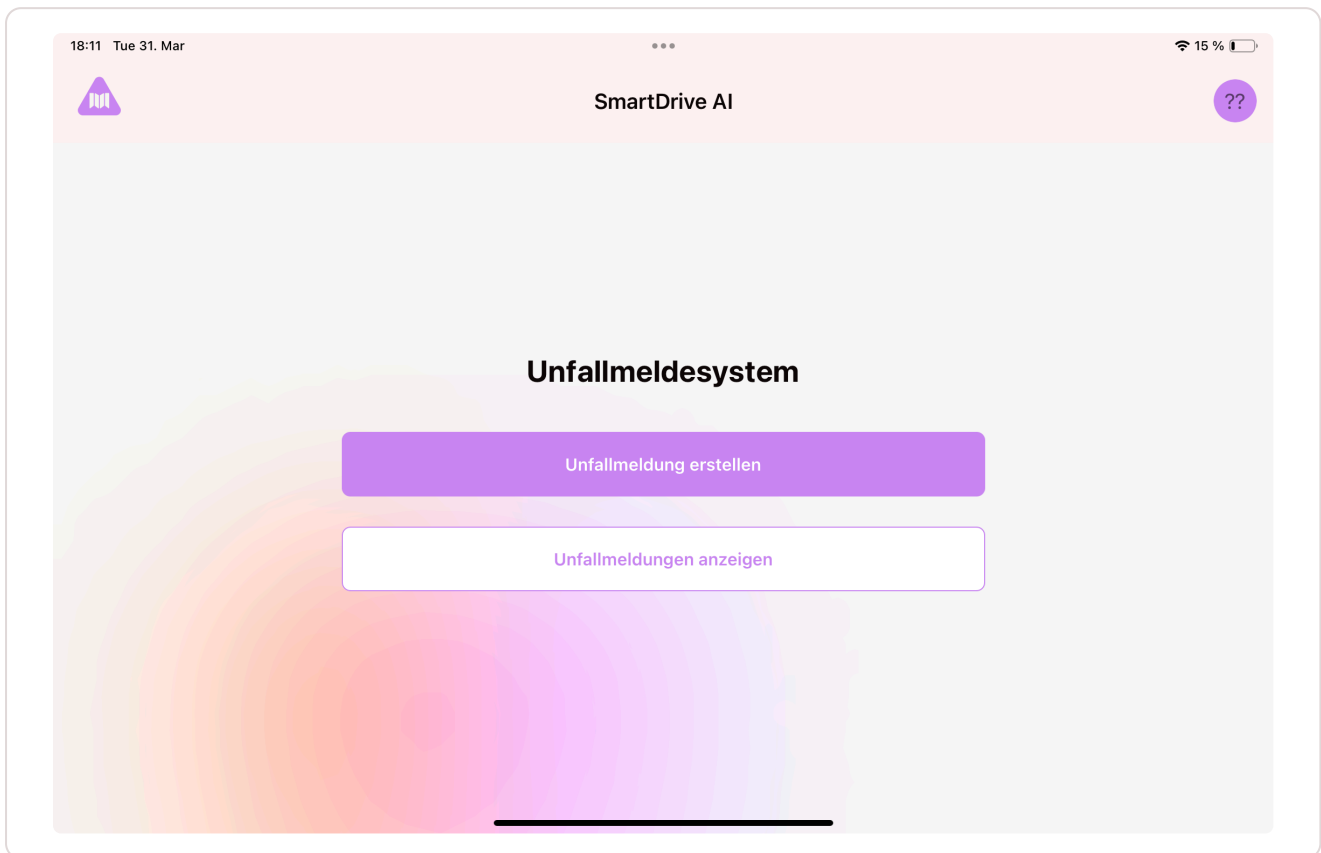 18:11 Tue 31. Mar
15 %
SmartDrive AI
??
Unfallmeldesystem
Unfallmeldung erstellen
Unfallmeldungen anzeigen